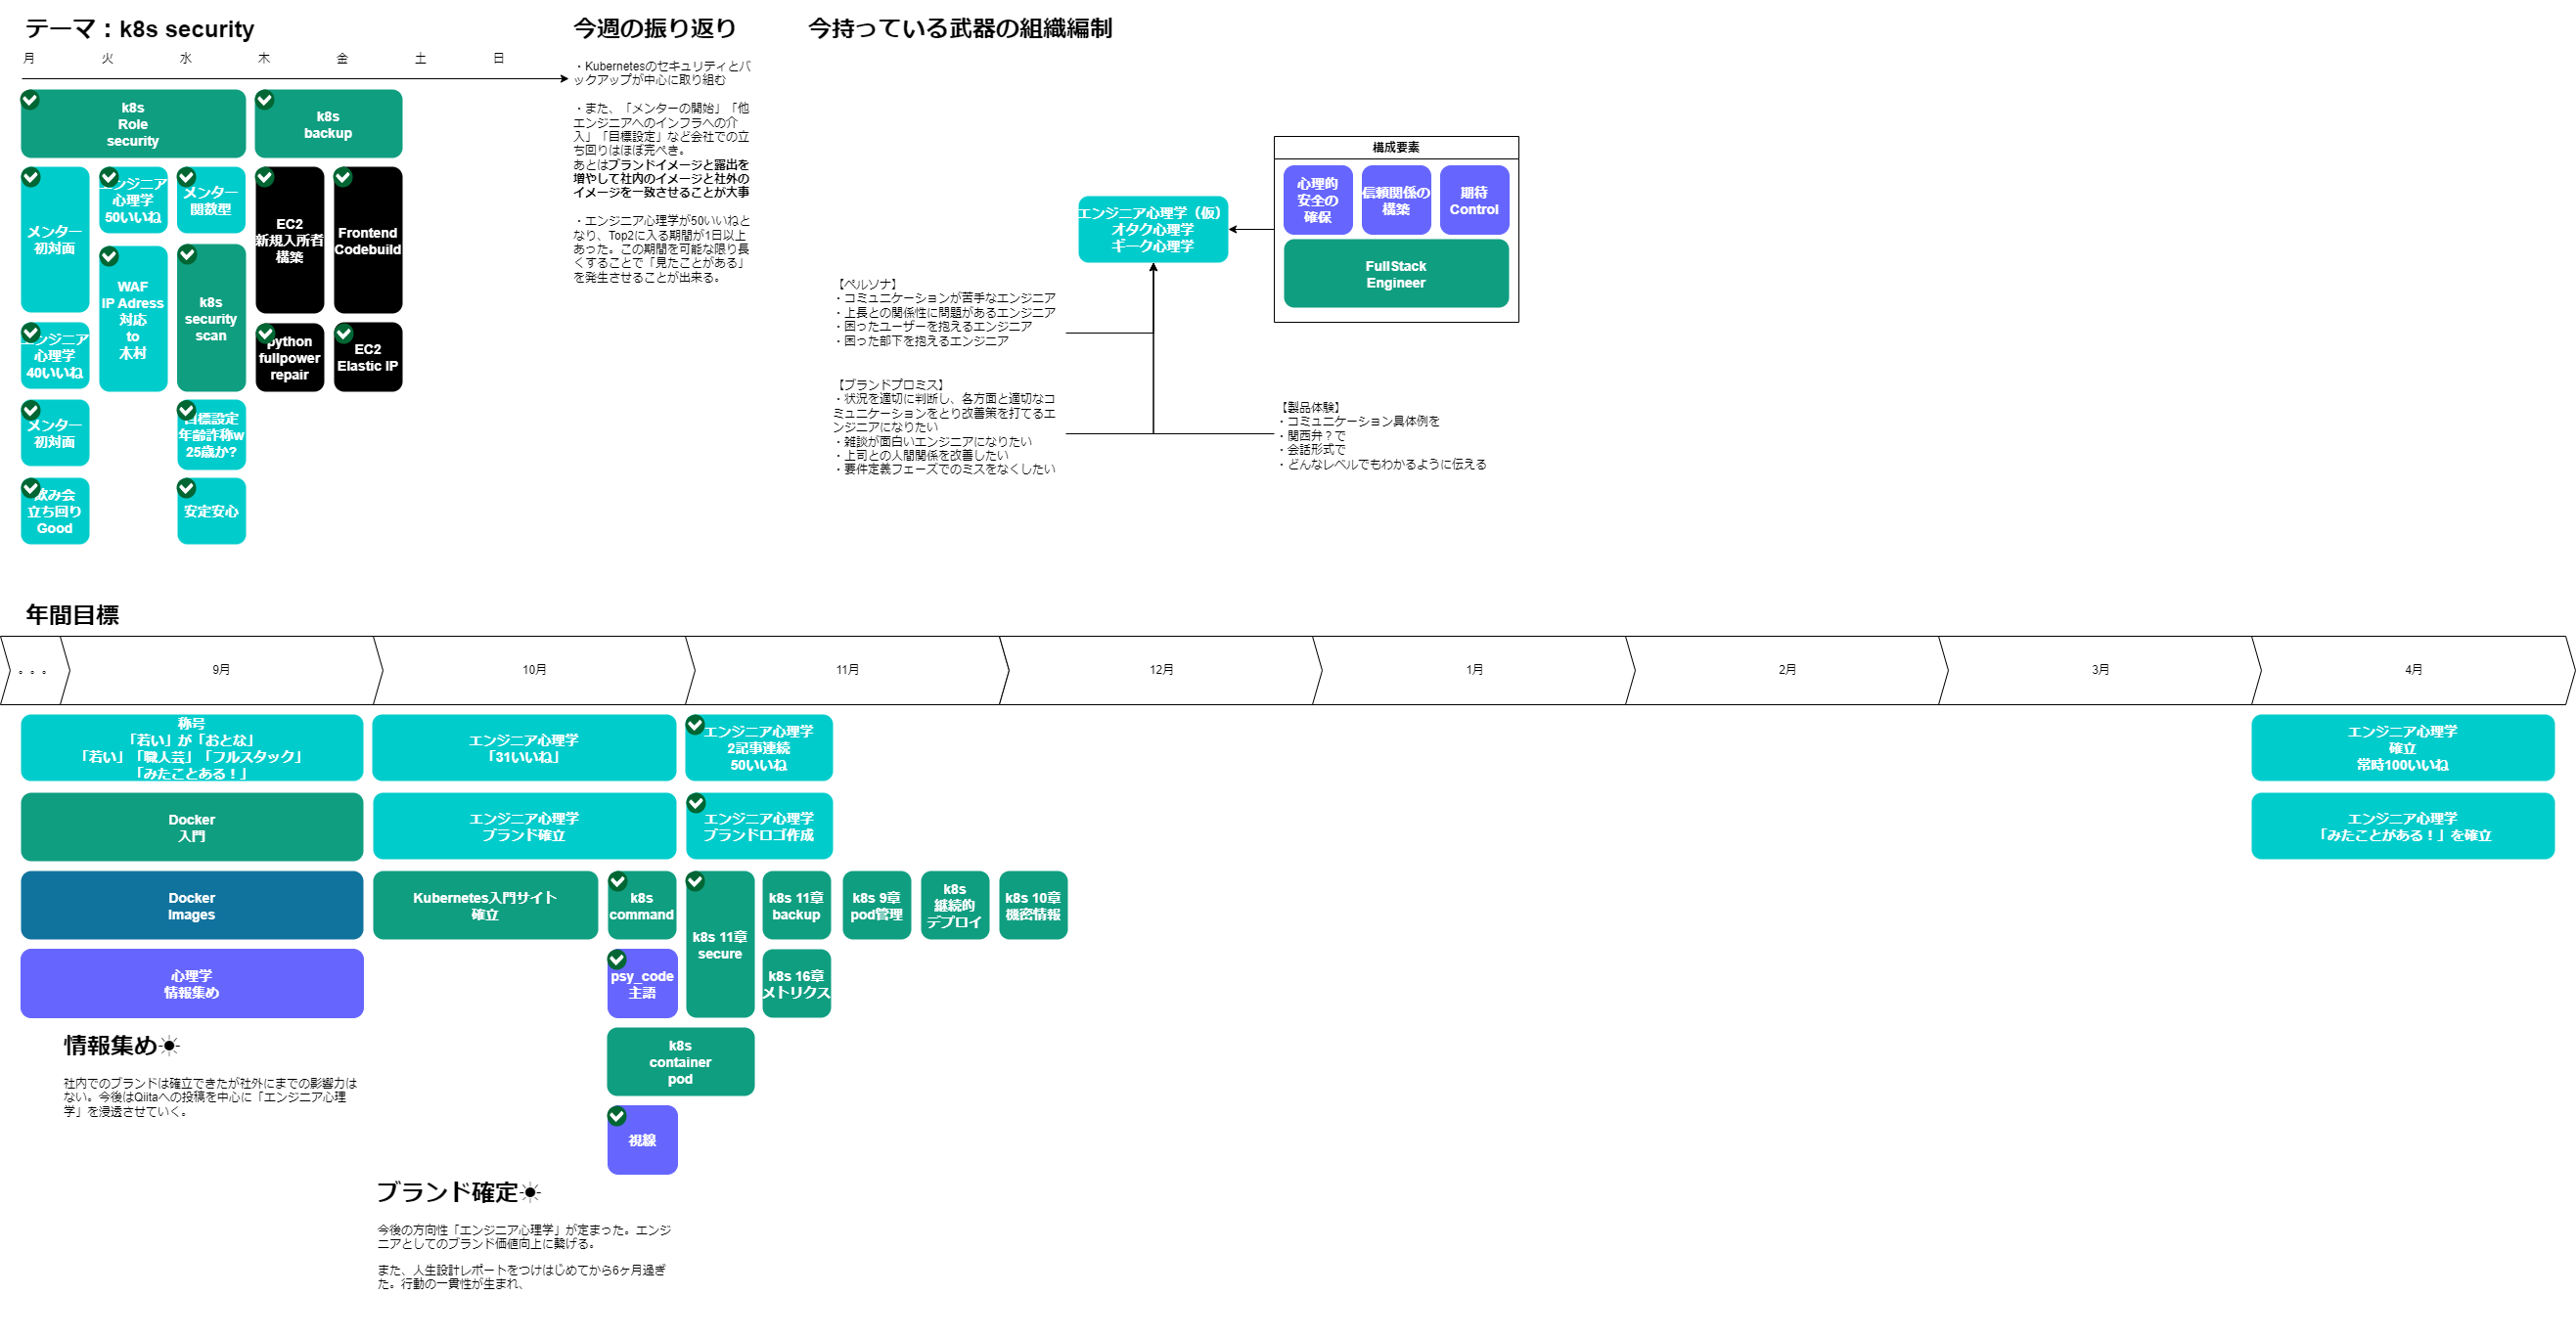 テーマ：k8s security
月
火
水
木
金
土
日
k8s
Role
security
k8s
backup
メンター
初対面
エンジニア
心理学
50いいね
メンター
関数型
EC2
新規入所者
構築
Frontend
Codebuild
WAF
IP Adress
対応
to
木村
k8s
security
scan
エンジニア
心理学
40いいね
python
fullpower
repair
EC2
Elastic IP
メンター
初対面
目標設定
年齢詐称w
25歳か?
飲み会
立ち回り
Good
安定安心
今週の振り返り
・Kubernetesのセキュリティとバ
ックアップが中心に取り組む
・また、「メンターの開始」「他
エンジニアへのインフラへの介
入」「目標設定」など会社での立
ち回りはほぼ完ぺき。
あとはブランドイメージと露出を
増やして社内のイメージと社外の
イメージを一致させることが大事
・エンジニア心理学が50いいねと
なり、Top2に入る期間が1日以上
あった。この期間を可能な限り長
くすることで「見たことがある」
を発生させることが出来る。
今持っている武器の組織編制
構成要素
心理的
安全の
確保
信頼関係の
構築
期待
Control
FullStack
Engineer
エンジニア心理学（仮）
オタク心理学
ギーク心理学
【ペルソナ】
・コミュニケーションが苦手なエンジニア
・上長との関係性に問題があるエンジニア
・困ったユーザーを抱えるエンジニア
・困った部下を抱えるエンジニア
【ブランドプロミス】
・状況を適切に判断し、各方面と適切なコ
ミュニケーションをとり改善策を打てるエ
ンジニアになりたい
・雑談が面白いエンジニアになりたい
・上司との人間関係を改善したい
・要件定義フェーズでのミスをなくしたい
【製品体験】
・コミュニケーション具体例を
・関西弁？で
・会話形式で
・どんなレベルでもわかるように伝える
年間目標
。。。
9月
10月
11月
12月
1月
2月
3月
4月
称号
「若い」が「おとな」
「若い」「職人芸」「フルスタック」
「みたことある！」
エンジニア心理学
「31いいね」
エンジニア心理学
2記事連続
50いいね
エンジニア心理学
確立
常時100いいね
Docker
入門
エンジニア心理学
ブランド確立
エンジニア心理学
ブランドロゴ作成
エンジニア心理学
「みたことがある！」を確立
Docker
Images
Kubernetes入門サイト
確立
k8s
command
k8s 11章
secure
k8s 11章
backup
k8s 9章
pod管理
k8s
継続的
デプロイ
k8s 10章
機密情報
心理学
情報集め
psy_code
主語
k8s 16章
メトリクス
k8s
container
pod
視線
情報集め☀
社内でのブランドは確立できたが社外にまでの影響力は
ない。今後はQiitaへの投稿を中心に「エンジニア心理
学」を浸透させていく。
ブランド確定☀
今後の方向性「エンジニア心理学」が定まった。エンジ
ニアとしてのブランド価値向上に繋げる。
また、人生設計レポートをつけはじめてから6ヶ月過ぎ
た。行動の一貫性が生まれ、